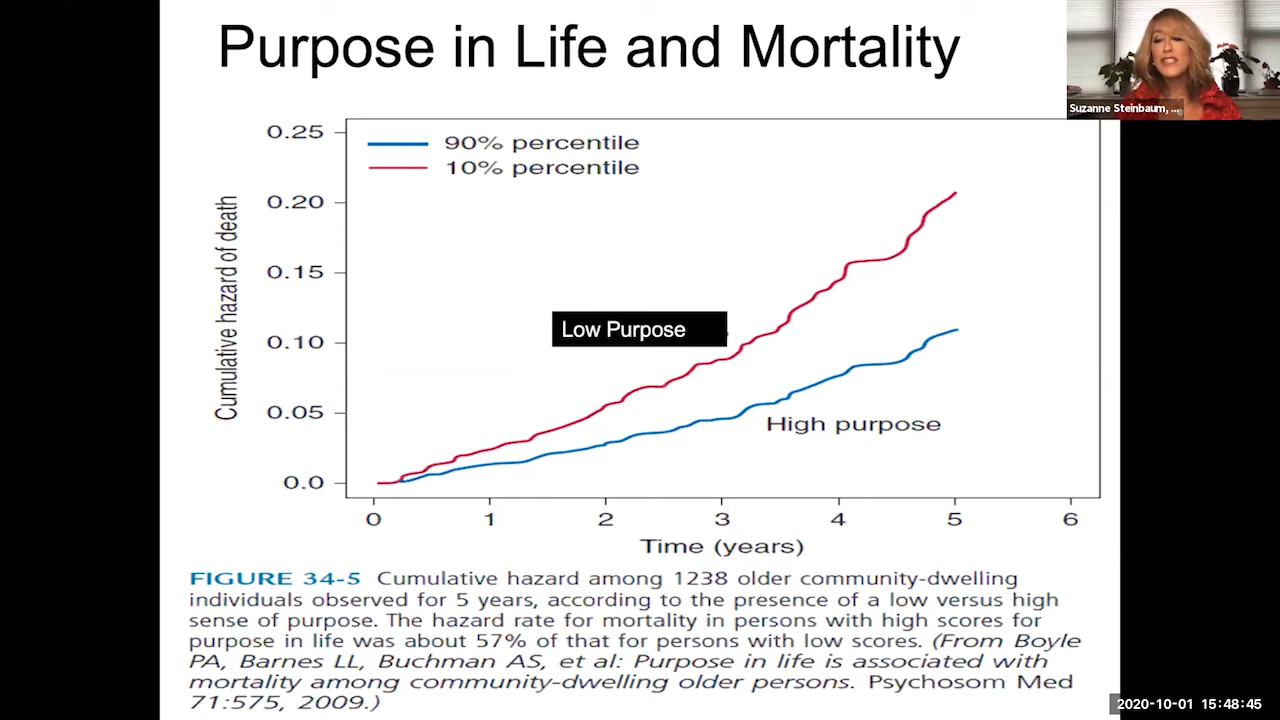 Purpose in Life and Mortality
Suzanne Steinbaum, ...
0.25
0.20
0.15
0.10
0.05
0.0
Cumulative hazard of death
90% percentile
10% percentile
Low Purpose
High purpose
0 1 2 3 4 5 6
Time (years)
FIGURE 34-5 Cumulative hazard among 1238 older community-dwelling
individuals observed for 5 years, according to the presence of a low versus high
sense of purpose. The hazard rate for mortality in persons with high scores for
purpose in life was about 57% of that for persons with low scores. (From Boyle
PA, Barnes LL, Buchman AS, et al: Purpose in life is associated with
mortality among community-dwelling older persons. Psychosom Med
71:575, 2009.)
2020-10-01 15:48:45